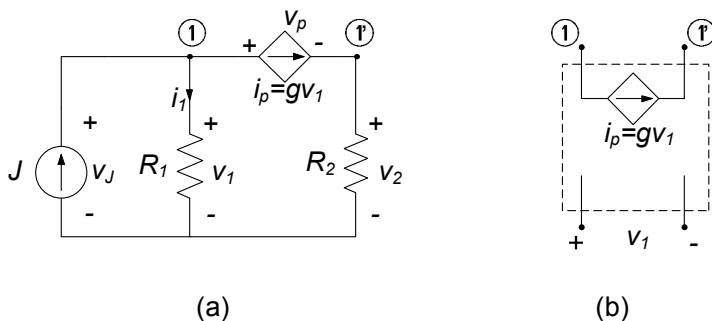 1 v_p 1'
+ -
1 1'
i_1 i_p=gv_1
+ + +
J v_J R_1 v_1 R_2 v_2
- - -
i_p=gv_1
+ v_1 -
(a) (b)